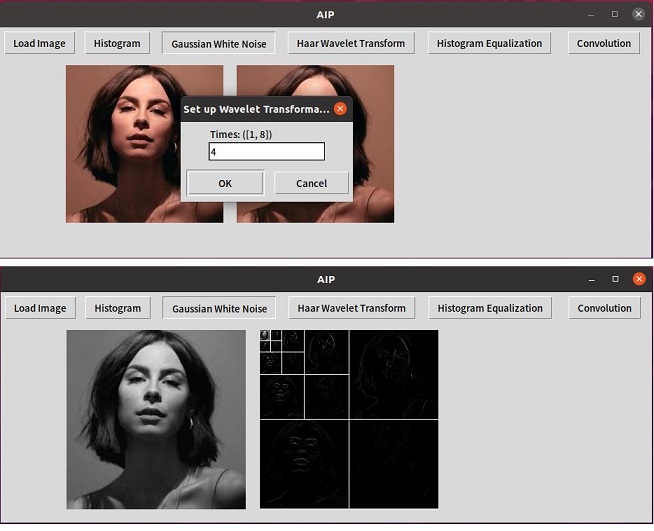 AIP
Load Image Histogram Gaussian White Noise Haar Wavelet Transform Histogram Equalization Convolution
Set up Wavelet Transforma...
Times: ([1, 8])
4
OK Cancel
AIP
Load Image Histogram Gaussian White Noise Haar Wavelet Transform Histogram Equalization Convolution